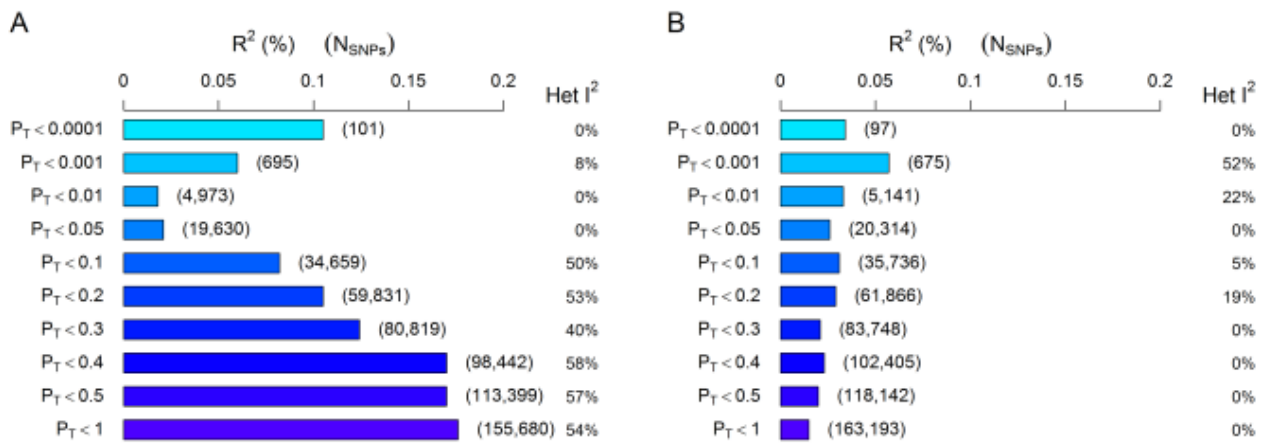 A
R² (%) (N_SNPs)
0 0.05 0.1 0.15 0.2
Het I²
P_T < 0.0001 (101) 0%
P_T < 0.001 (695) 8%
P_T < 0.01 (4,973) 0%
P_T < 0.05 (19,630) 0%
P_T < 0.1 (34,659) 50%
P_T < 0.2 (59,831) 53%
P_T < 0.3 (80,819) 40%
P_T < 0.4 (98,442) 58%
P_T < 0.5 (113,399) 57%
P_T < 1 (155,680) 54%
B
R² (%) (N_SNPs)
0 0.05 0.1 0.15 0.2
Het I²
P_T < 0.0001 (97) 0%
P_T < 0.001 (675) 52%
P_T < 0.01 (5,141) 22%
P_T < 0.05 (20,314) 0%
P_T < 0.1 (35,736) 5%
P_T < 0.2 (61,866) 19%
P_T < 0.3 (83,748) 0%
P_T < 0.4 (102,405) 0%
P_T < 0.5 (118,142) 0%
P_T < 1 (163,193) 0%